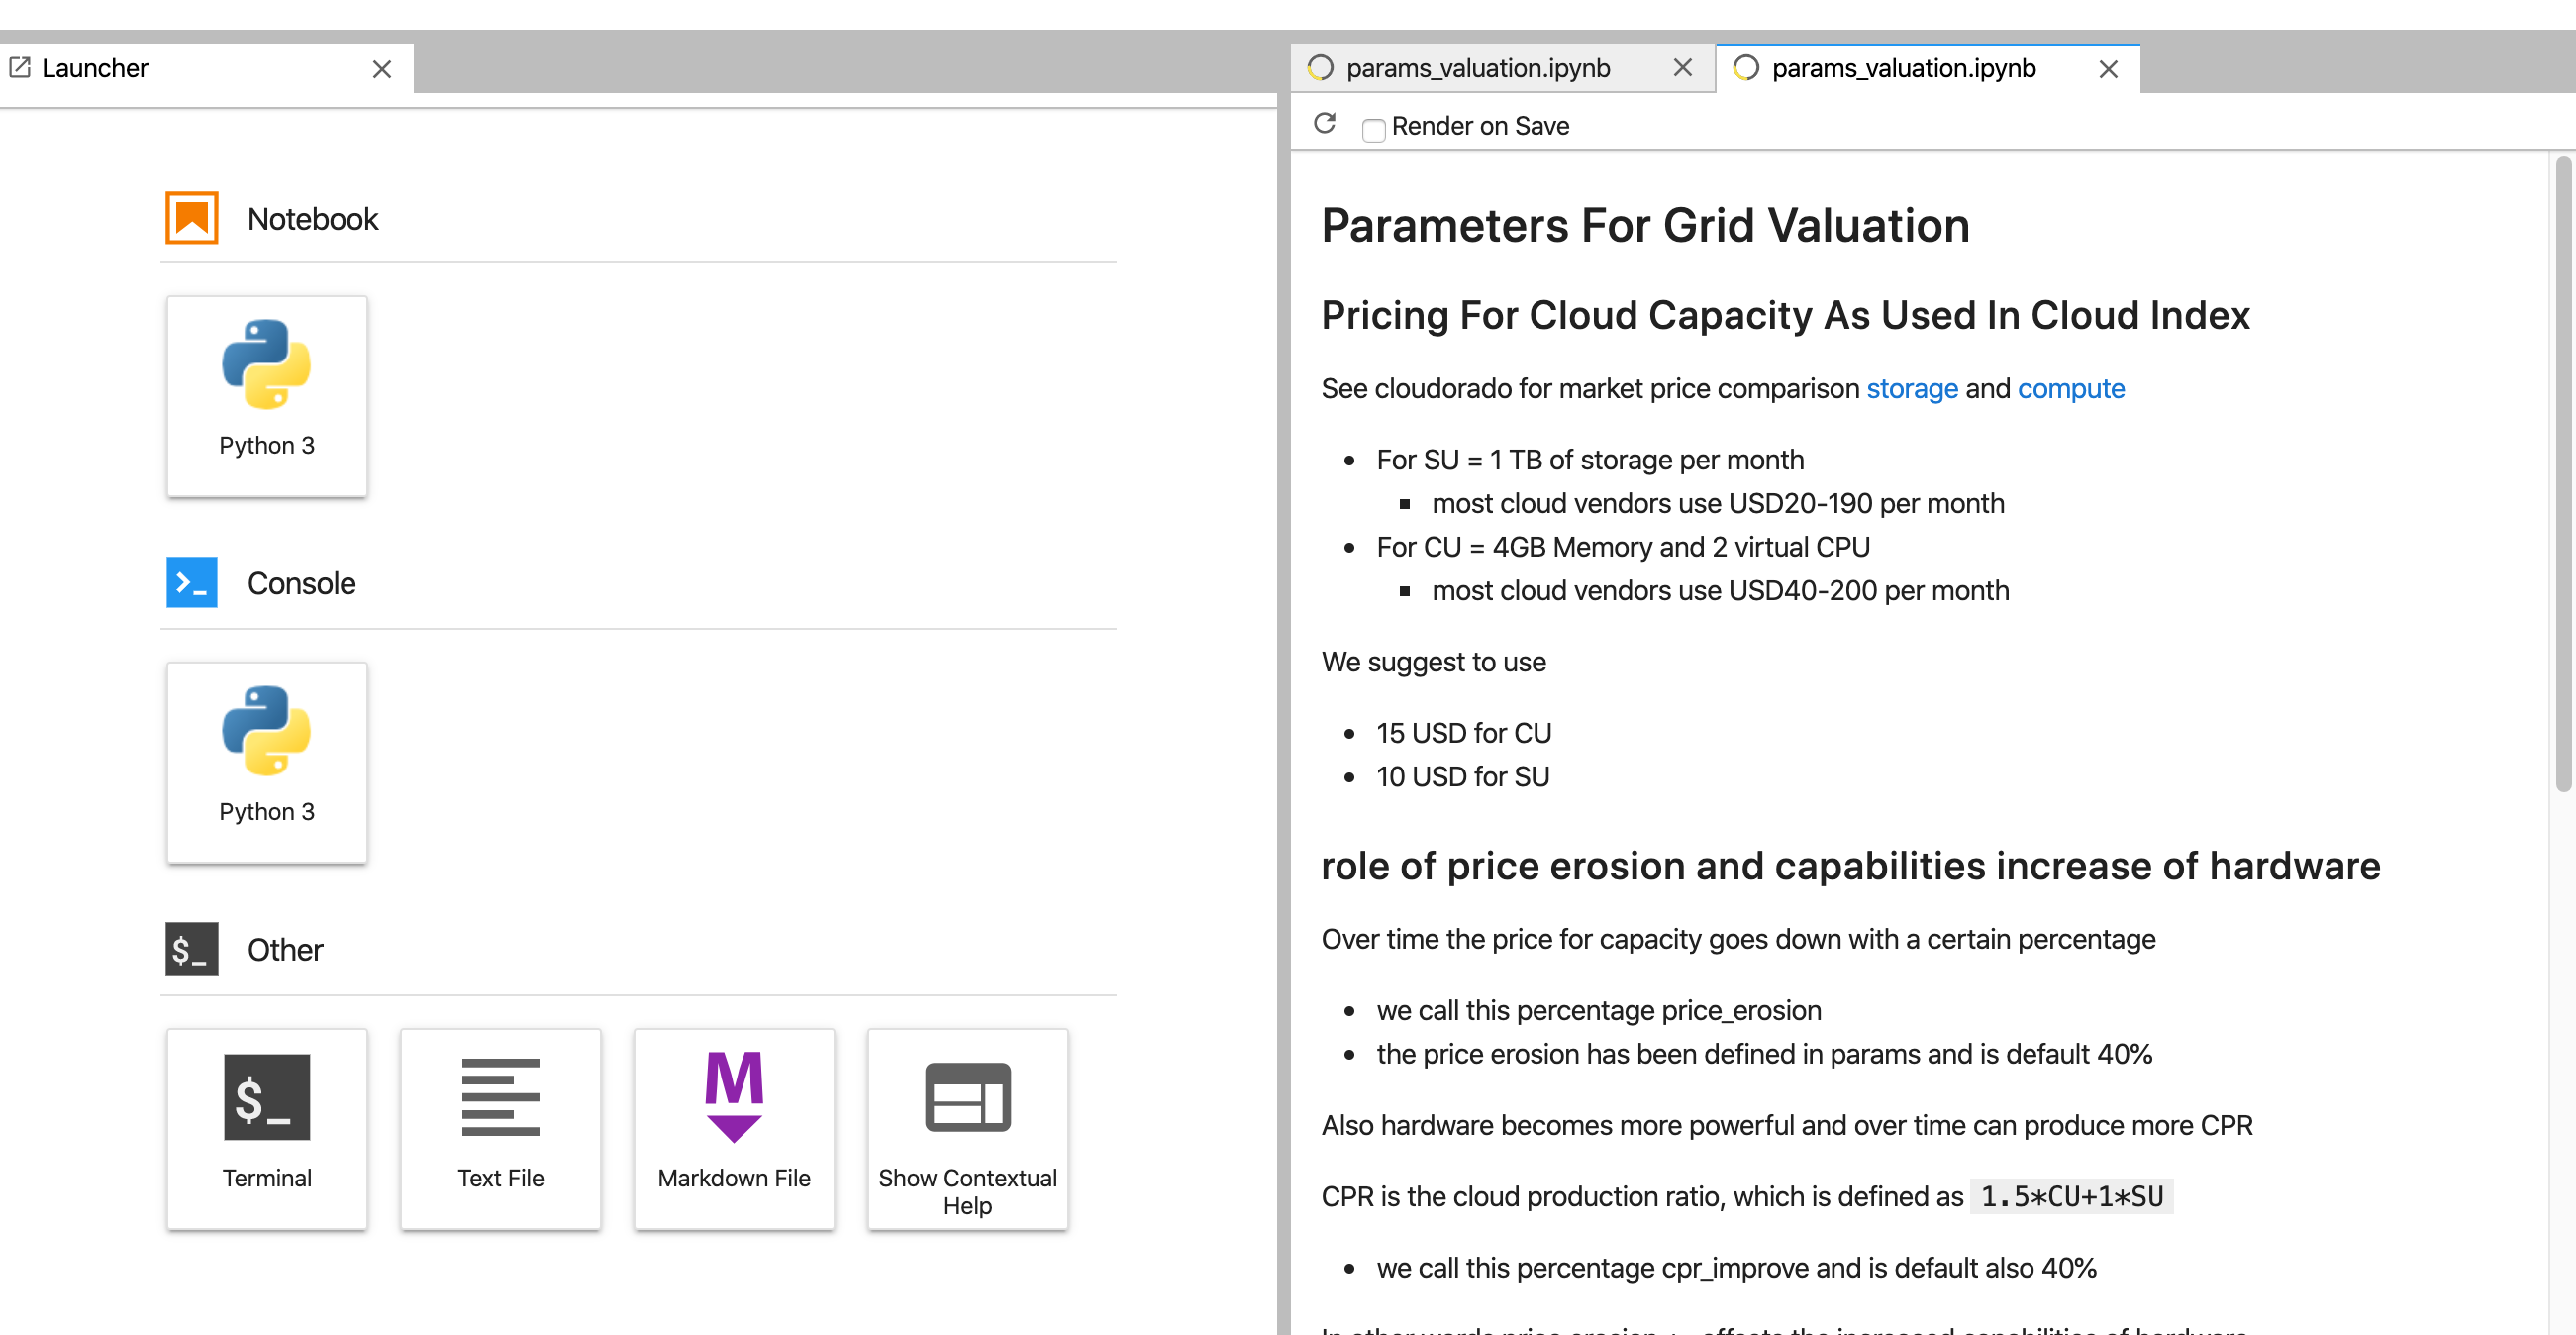 Launcher
Notebook
Python 3
Console
>_
Python 3
$_
Other
$_
Terminal
Text File
M
Markdown File
Show Contextual
Help
params_valuation.ipynb
params_valuation.ipynb
Render on Save
Parameters For Grid Valuation
Pricing For Cloud Capacity As Used In Cloud Index
See cloudorado for market price comparison storage and compute
For SU = 1 TB of storage per month
most cloud vendors use USD20-190 per month
For CU = 4GB Memory and 2 virtual CPU
most cloud vendors use USD40-200 per month
We suggest to use
15 USD for CU
10 USD for SU
role of price erosion and capabilities increase of hardware
Over time the price for capacity goes down with a certain percentage
we call this percentage price_erosion
the price erosion has been defined in params and is default 40%
Also hardware becomes more powerful and over time can produce more CPR
CPR is the cloud production ratio, which is defined as 1.5*CU+1*SU
we call this percentage cpr_improve and is default also 40%